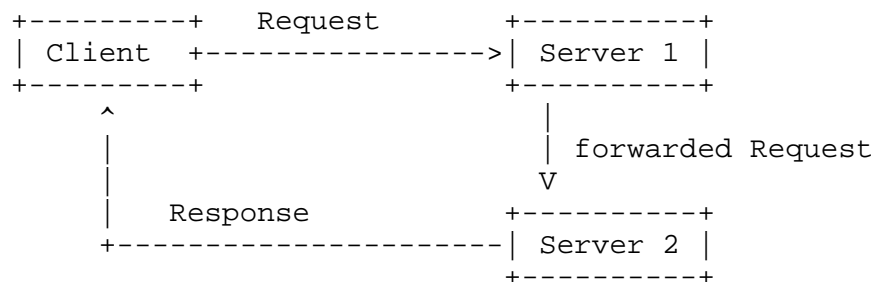 Request
Client
Server 1
forwarded Request
V
Response
Server 2